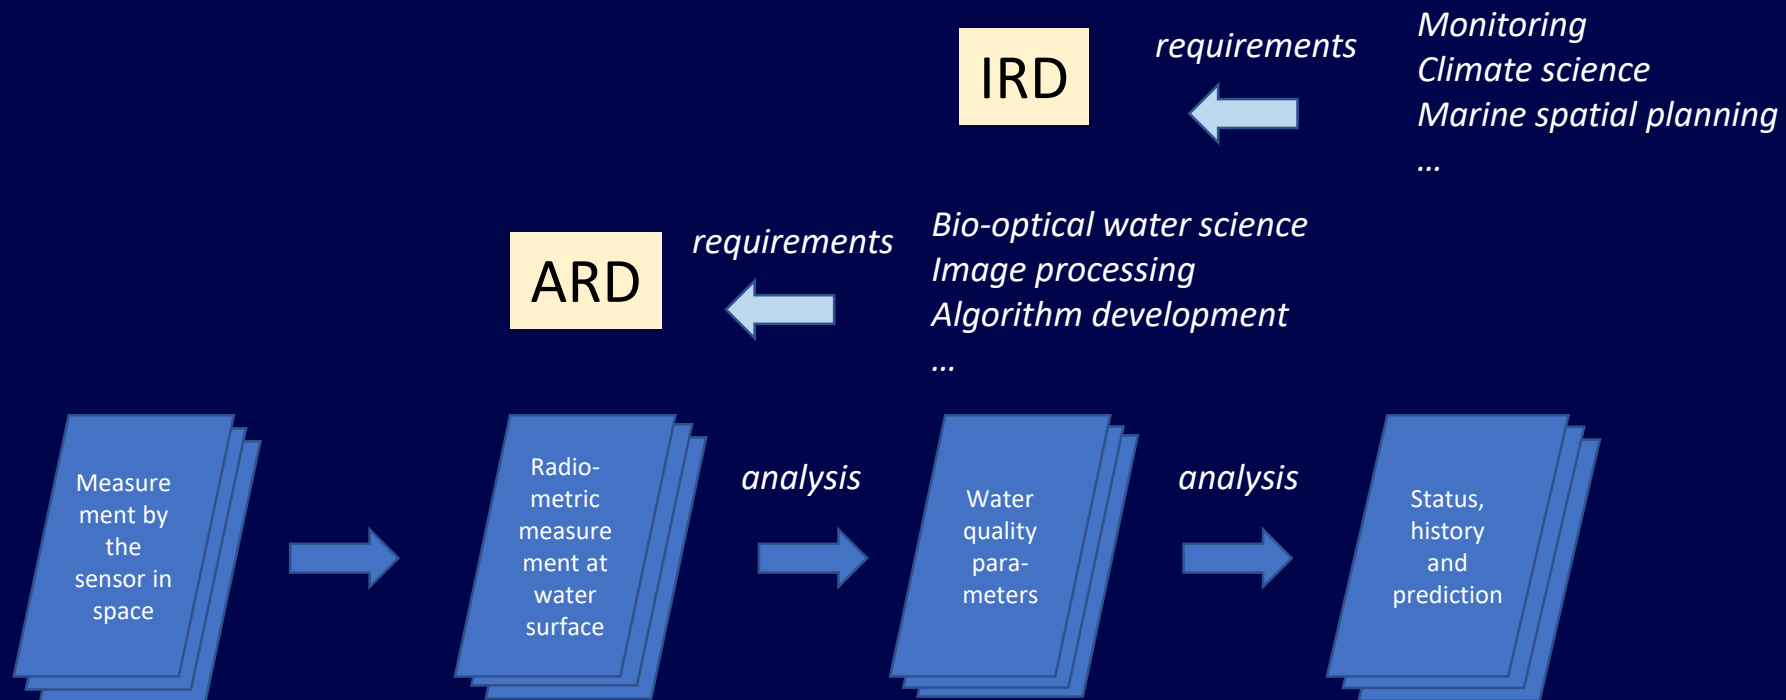 IRD
requirements
Monitoring
Climate science
Marine spatial planning
…
ARD
requirements
Bio-optical water science
Image processing
Algorithm development
…
Measure
ment by
the
sensor in
space
Radio-
metric
measure
ment at
water
surface
analysis
Water
quality
para-
meters
analysis
Status,
history
and
prediction